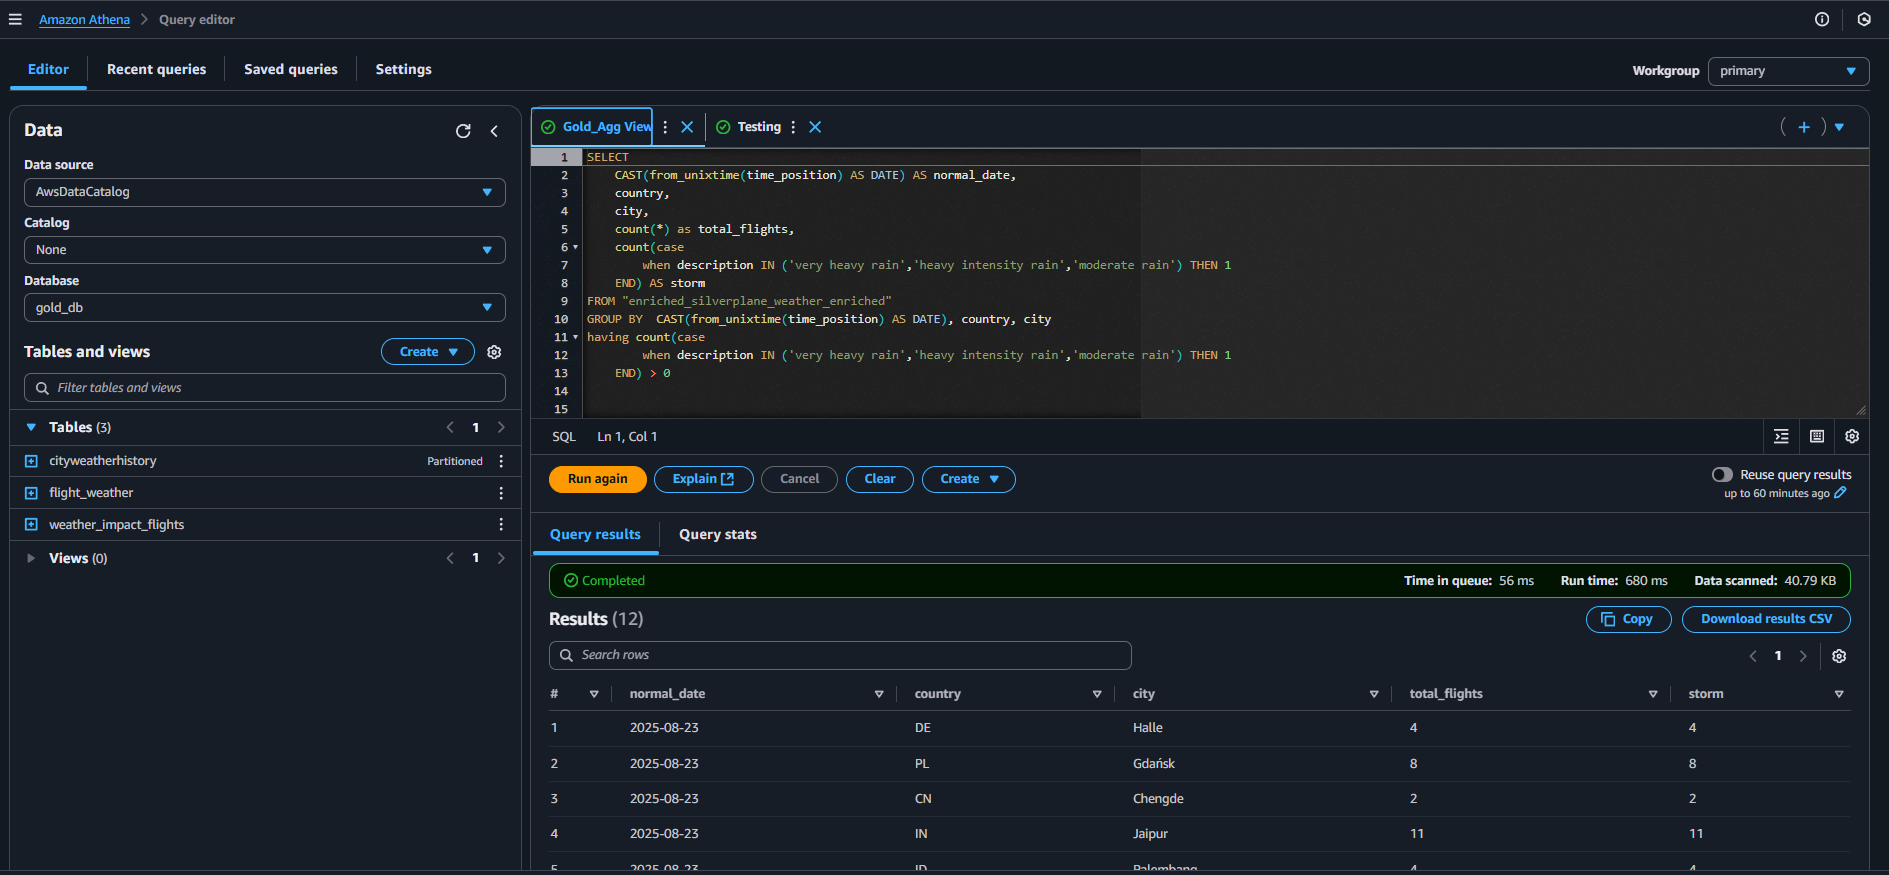 Amazon Athena > Query editor
Editor
Recent queries
Saved queries
Settings
Workgroup
primary
Data
Data source
AwsDataCatalog
Catalog
None
Database
gold_db
Tables and views
Create
Filter tables and views
Tables (3)
1
cityweatherhistory
Partitioned
flight_weather
weather_impact_flights
Views (0)
1
Gold_Agg View
Testing
1 SELECT
2 CAST(from_unixtime(time_position) AS DATE) AS normal_date,
3 country,
4 city,
5 count(*) as total_flights,
6 count(case
7 when description IN ('very heavy rain','heavy intensity rain','moderate rain') THEN 1
8 END) AS storm
9 FROM "enriched_silverplane_weather_enriched"
10 GROUP BY  CAST(from_unixtime(time_position) AS DATE), country, city
11 having count(case
12 when description IN ('very heavy rain','heavy intensity rain','moderate rain') THEN 1
13 END) > 0
14
15
SQL Ln 1, Col 1
Run again
Explain
Cancel
Clear
Create
Reuse query results
up to 60 minutes ago
Query results
Query stats
Completed
Time in queue: 56 ms
Run time: 680 ms
Data scanned: 40.79 KB
Results (12)
Copy
Download results CSV
Search rows
1
# normal_date country city total_flights storm
1 2025-08-23 DE Halle 4 4
2 2025-08-23 PL Gdańsk 8 8
3 2025-08-23 CN Chengde 2 2
4 2025-08-23 IN Jaipur 11 11
5 2025-08-23 ID Palembang 4 4